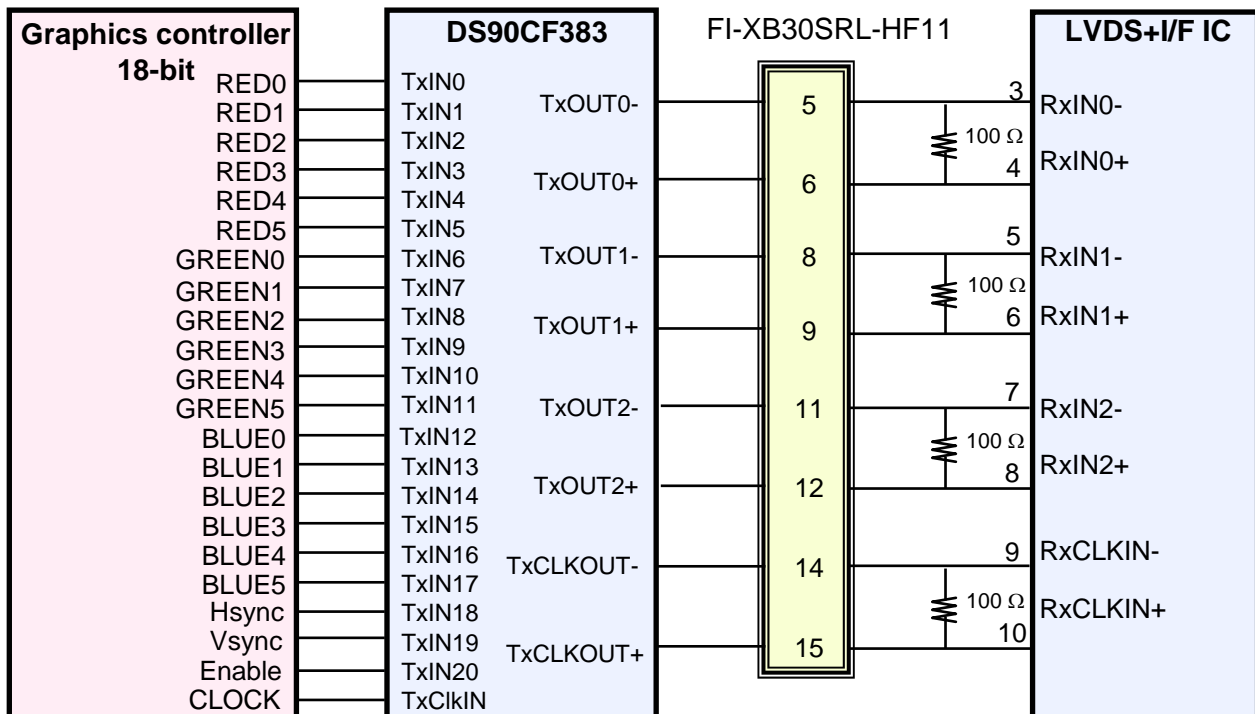 Graphics controller
18-bit
RED0
RED1
RED2
RED3
RED4
RED5
GREEN0
GREEN1
GREEN2
GREEN3
GREEN4
GREEN5
BLUE0
BLUE1
BLUE2
BLUE3
BLUE4
BLUE5
Hsync
Vsync
Enable
CLOCK
DS90CF383
TxIN0
TxIN1
TxIN2
TxIN3
TxIN4
TxIN5
TxIN6
TxIN7
TxIN8
TxIN9
TxIN10
TxIN11
TxIN12
TxIN13
TxIN14
TxIN15
TxIN16
TxIN17
TxIN18
TxIN19
TxIN20
TxClkIN
TxOUT0-
TxOUT0+
TxOUT1-
TxOUT1+
TxOUT2-
TxOUT2+
TxCLKOUT-
TxCLKOUT+
FI-XB30SRL-HF11
5
6
8
9
11
12
14
15
3
100 Ω
4
5
100 Ω
6
7
100 Ω
8
9
100 Ω
10
LVDS+I/F IC
RxIN0-
RxIN0+
RxIN1-
RxIN1+
RxIN2-
RxIN2+
RxCLKIN-
RxCLKIN+